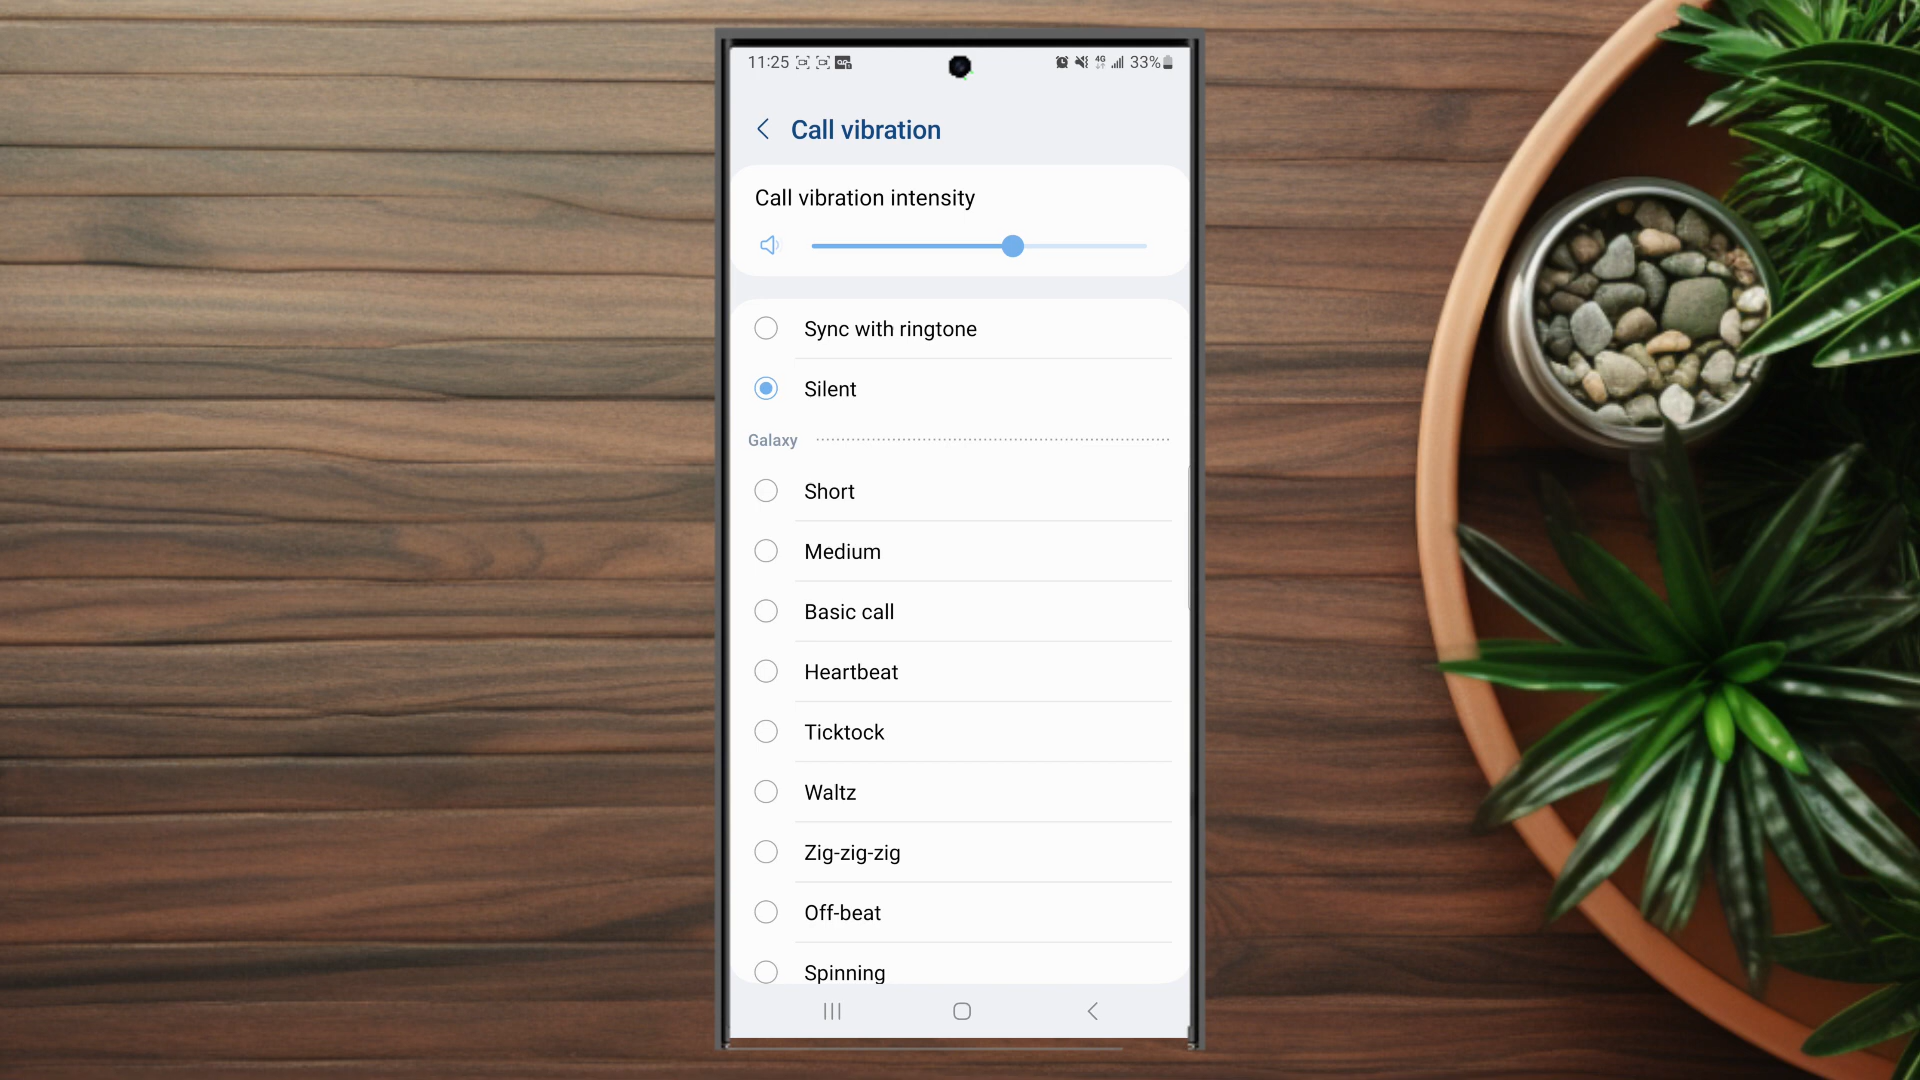 11:25
4G
33%
Call vibration
Call vibration intensity
Sync with ringtone
Silent
Galaxy
Short
Medium
Basic call
Heartbeat
Ticktock
Waltz
Zig-zig-zig
Off-beat
Spinning